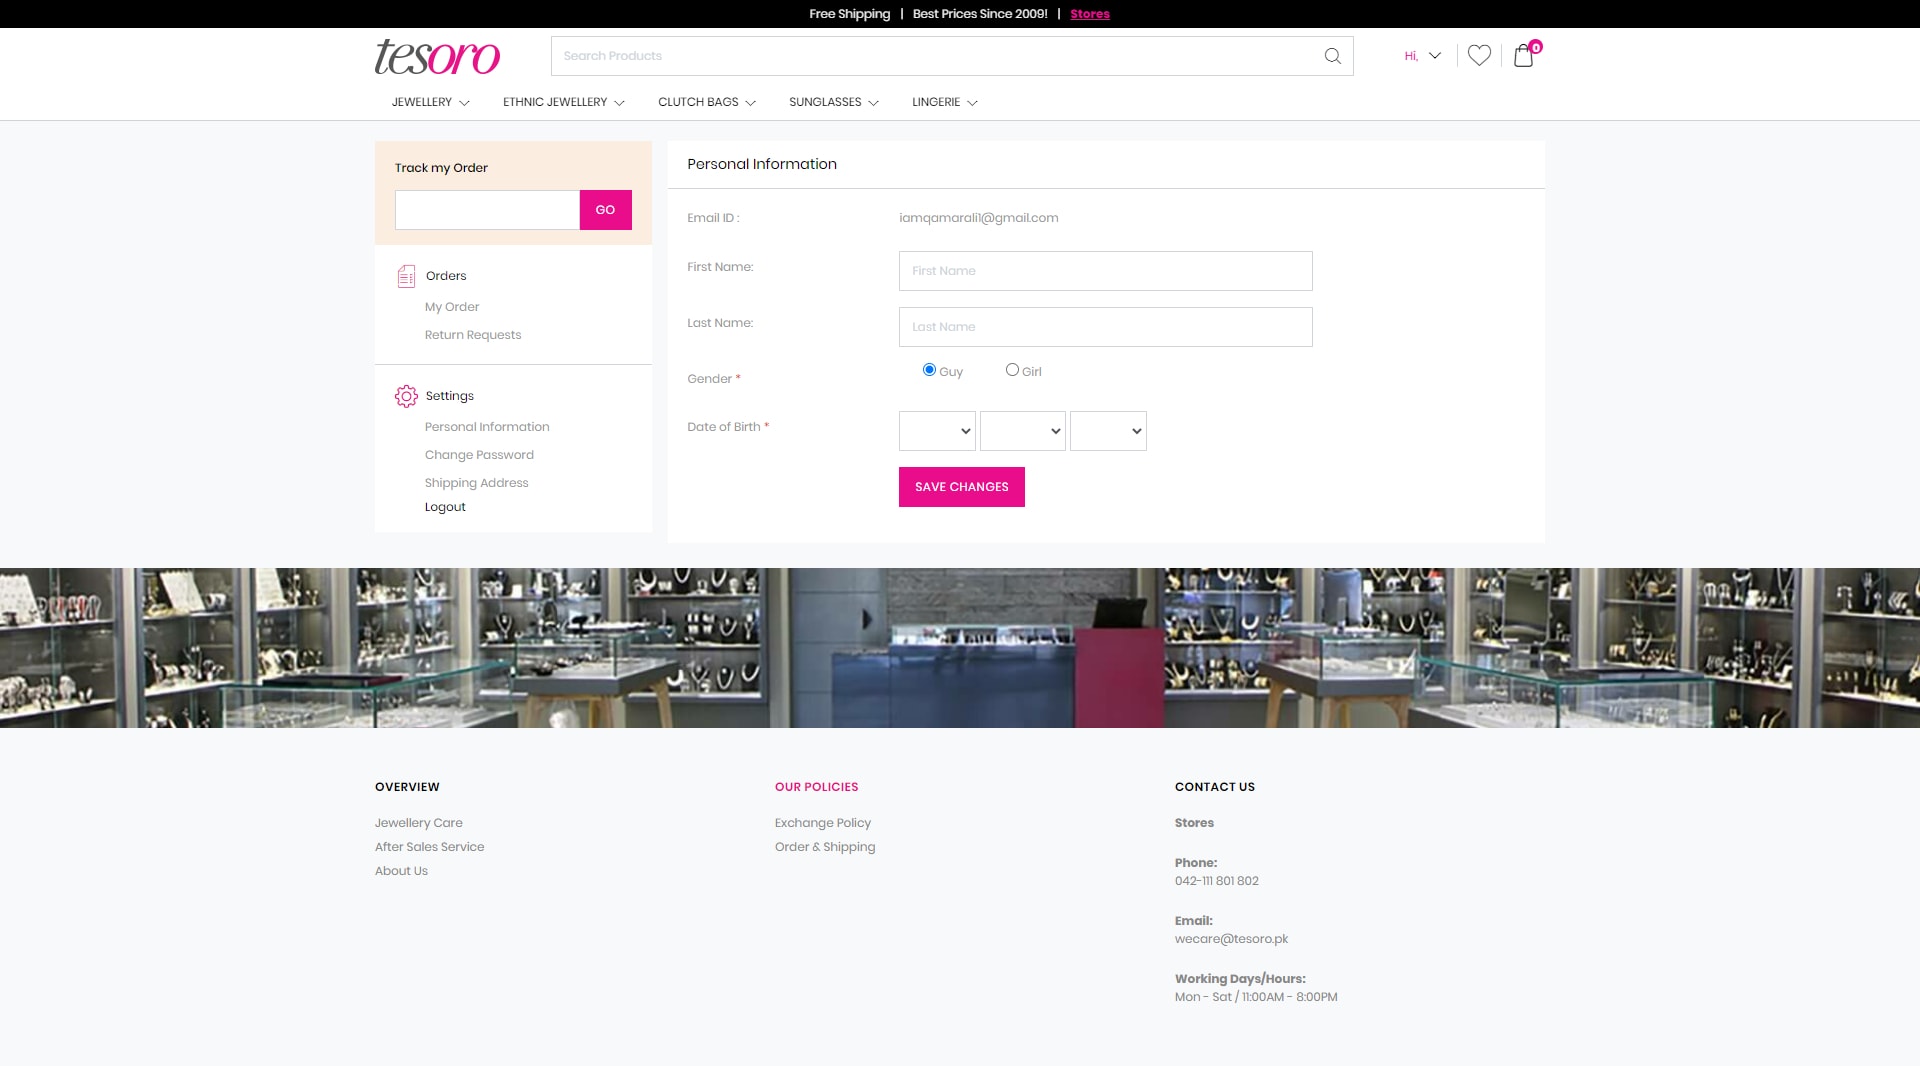 Free Shipping | Best Prices Since 2009! | Stores
tesoro
Search Products
Hi,
0
JEWELLERY
ETHNIC JEWELLERY
CLUTCH BAGS
SUNGLASSES
LINGERIE
Track my Order
GO
Orders
My Order
Return Requests
Settings
Personal Information
Change Password
Shipping Address
Logout
Personal Information
Email ID : iamqamarali1@gmail.com
First Name: First Name
Last Name: Last Name
Gender * Guy Girl
Date of Birth *
SAVE CHANGES
OVERVIEW
Jewellery Care
After Sales Service
About Us
OUR POLICIES
Exchange Policy
Order & Shipping
CONTACT US
Stores
Phone:
042-111 801 802
Email:
wecare@tesoro.pk
Working Days/Hours:
Mon - Sat / 11:00AM - 8:00PM